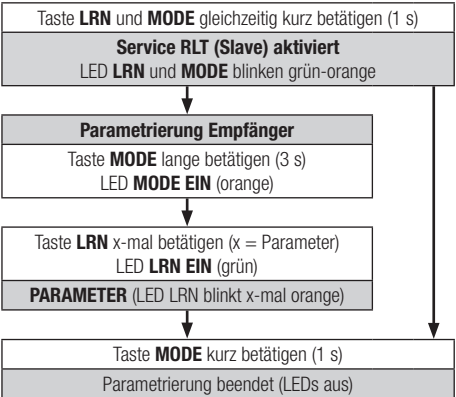 Taste LRN und MODE gleichzeitig kurz betätigen (1 s)
Service RLT (Slave) aktiviert
LED LRN und MODE blinken grün-orange
Parametrierung Empfänger
Taste MODE lange betätigen (3 s)
LED MODE EIN (orange)
Taste LRN x-mal betätigen (x = Parameter)
LED LRN EIN (grün)
PARAMETER (LED LRN blinkt x-mal orange)
Taste MODE kurz betätigen (1 s)
Parametrierung beendet (LEDs aus)